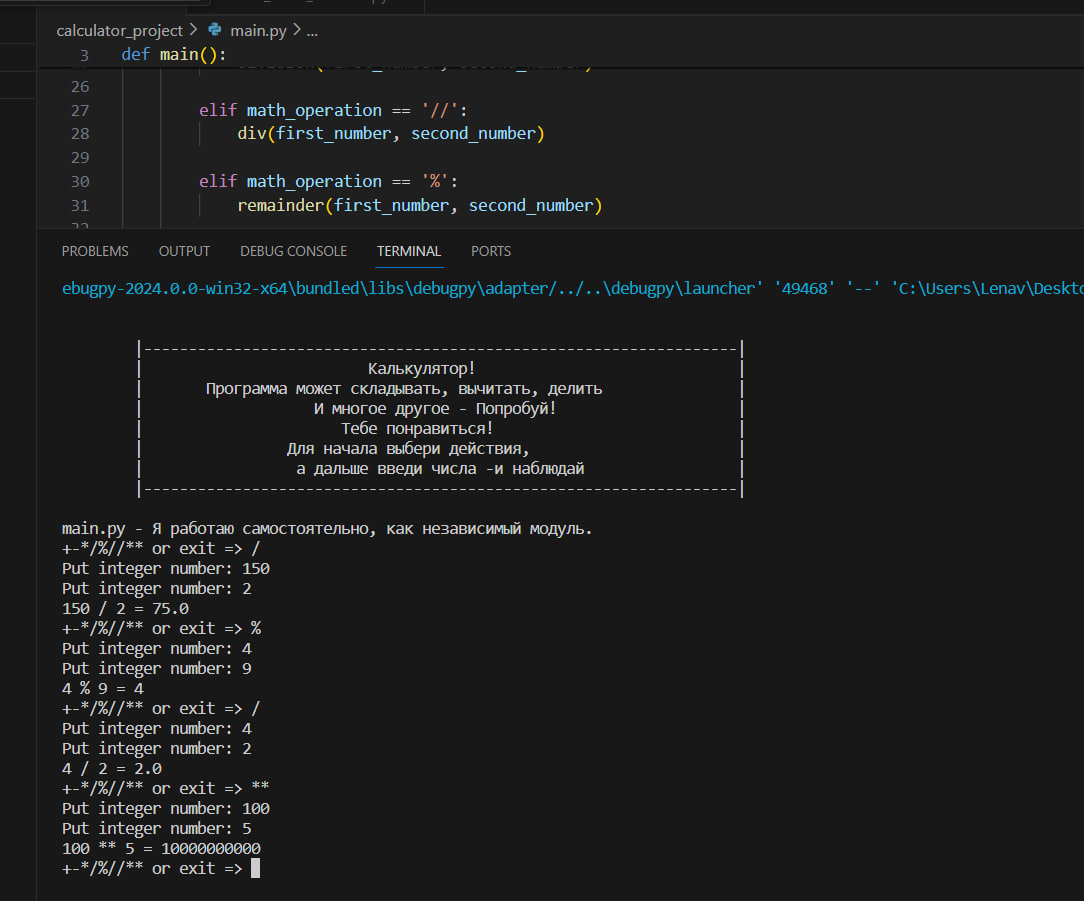 calculator_project > main.py > ...
3 def main():
26
27 elif math_operation == '//':
28 div(first_number, second_number)
29
30 elif math_operation == '%':
31 remainder(first_number, second_number)
PROBLEMS OUTPUT DEBUG CONSOLE TERMINAL PORTS
ebugpy-2024.0.0-win32-x64\bundled\libs\debugpy\adapter/../..\debugpy\launcher' '49468' '--' 'C:\Users\Lenav\Deskto
|------------------------------------------------------------------|
| Калькулятор! |
| Программа может складывать, вычитать, делить |
| И многое другое - Попробуй! |
| Тебе понравиться! |
| Для начала выбери действия, |
| а дальше введи числа -и наблюдай |
|------------------------------------------------------------------|
main.py - Я работаю самостоятельно, как независимый модуль.
+-*/%//** or exit => /
Put integer number: 150
Put integer number: 2
150 / 2 = 75.0
+-*/%//** or exit => %
Put integer number: 4
Put integer number: 9
4 % 9 = 4
+-*/%//** or exit => /
Put integer number: 4
Put integer number: 2
4 / 2 = 2.0
+-*/%//** or exit => **
Put integer number: 100
Put integer number: 5
100 ** 5 = 10000000000
+-*/%//** or exit =>